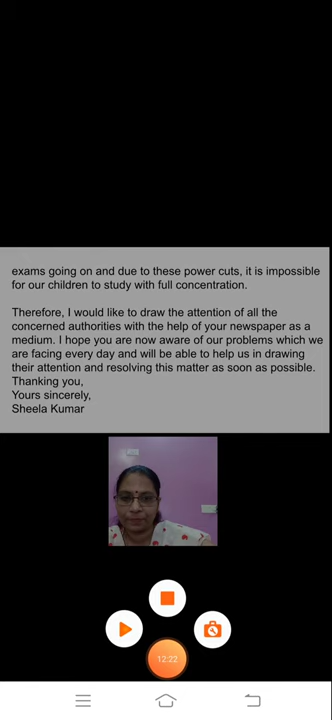 exams going on and due to these power cuts, it is impossible
for our children to study with full concentration.
Therefore, I would like to draw the attention of all the
concerned authorities with the help of your newspaper as a
medium. I hope you are now aware of our problems which we
are facing every day and will be able to help us in drawing
their attention and resolving this matter as soon as possible.
Thanking you,
Yours sincerely,
Sheela Kumar
12:22